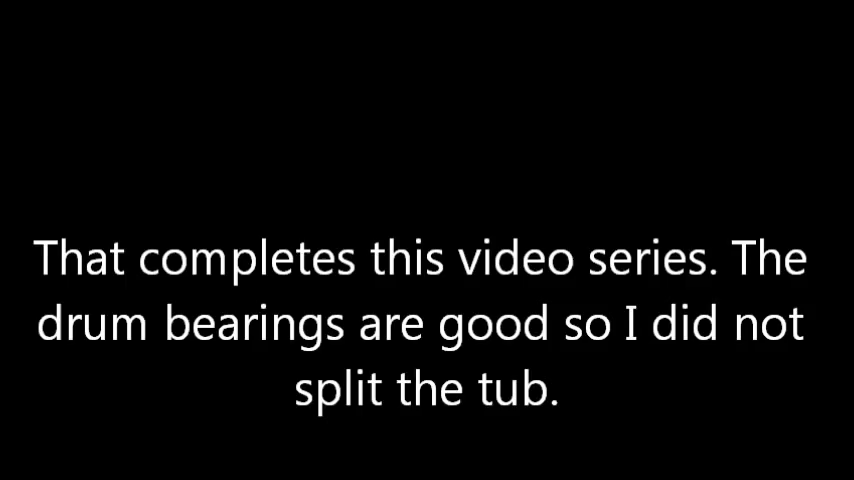 That completes this video series. The
drum bearings are good so I did not
split the tub.